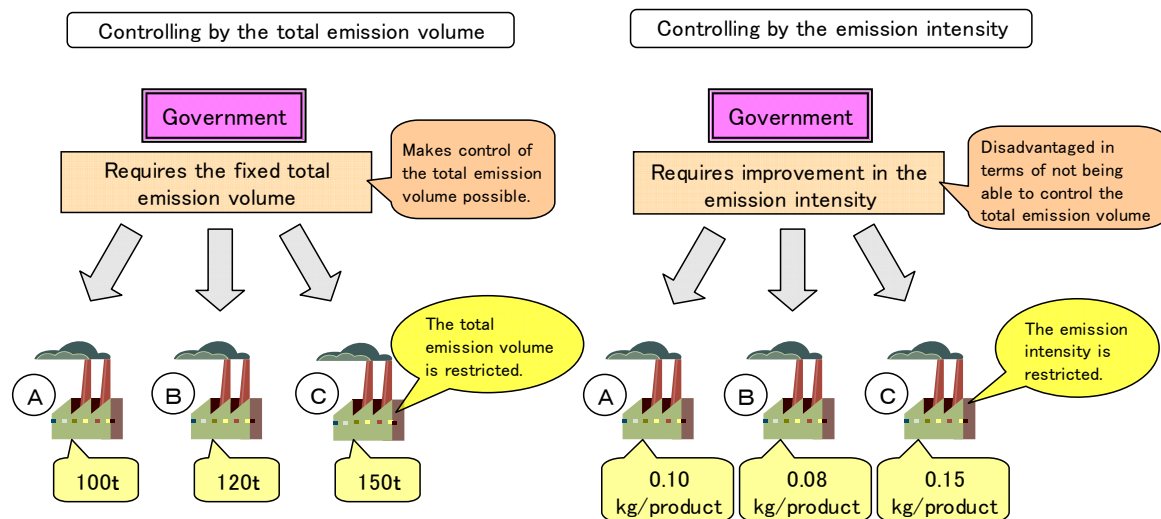 Controlling by the total emission volume
Government
Requires the fixed total
emission volume
Makes control of
the total emission
volume possible.
The total
emission volume
is restricted.
A
B
C
100t
120t
150t
Controlling by the emission intensity
Government
Requires improvement in the
emission intensity
Disadvantaged in
terms of not being
able to control the
total emission volume
The emission
intensity is
restricted.
A
B
C
0.10
kg/product
0.08
kg/product
0.15
kg/product